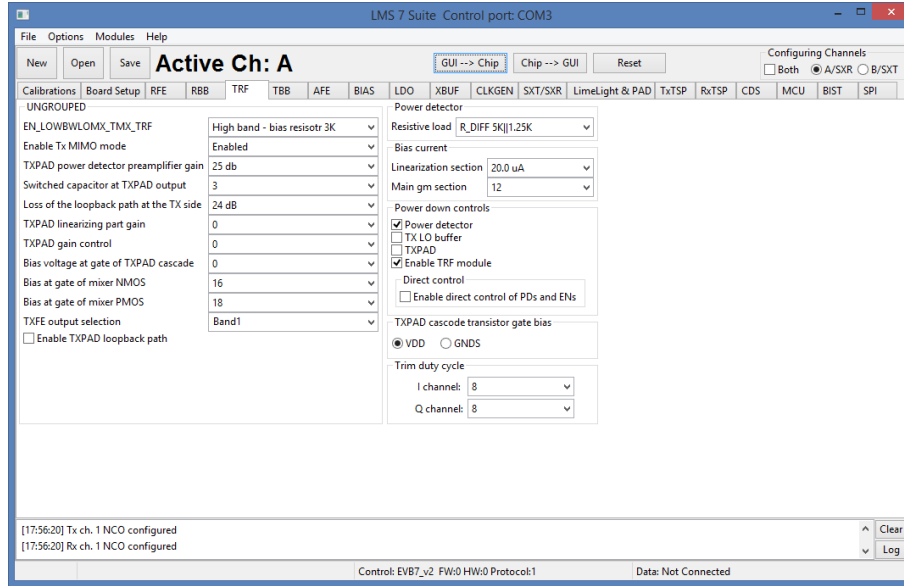 LMS 7 Suite Control port: COM3
File Options Modules Help
New Open Save Active Ch: A GUI --> Chip Chip --> GUI Reset Configuring Channels
Both A/SXR B/SXT
Calibrations Board Setup RFE RBB TRF TBB AFE BIAS LDO XBUF CLKGEN SXT/SXR LimeLight & PAD TxTSP RxTSP CDS MCU BIST SPI
UNGROUPED
EN_LOWBWLOMX_TMX_TRF High band - bias resisotr 3K
Enable Tx MIMO mode Enabled
TXPAD power detector preamplifier gain 25 db
Switched capacitor at TXPAD output 3
Loss of the loopback path at the TX side 24 dB
TXPAD linearizing part gain 0
TXPAD gain control 0
Bias voltage at gate of TXPAD cascade 0
Bias at gate of mixer NMOS 16
Bias at gate of mixer PMOS 18
TXFE output selection Band1
Enable TXPAD loopback path
Power detector
Resistive load R_DIFF 5K||1.25K
Bias current
Linearization section 20.0 uA
Main gm section 12
Power down controls
Power detector
TX LO buffer
TXPAD
Enable TRF module
Direct control
Enable direct control of PDs and ENs
TXPAD cascode transistor gate bias
VDD GNDS
Trim duty cycle
I channel: 8
Q channel: 8
[17:56:20] Tx ch. 1 NCO configured
[17:56:20] Rx ch. 1 NCO configured
Clear
Log
Control: EVB7_v2 FW:0 HW:0 Protocol:1 Data: Not Connected